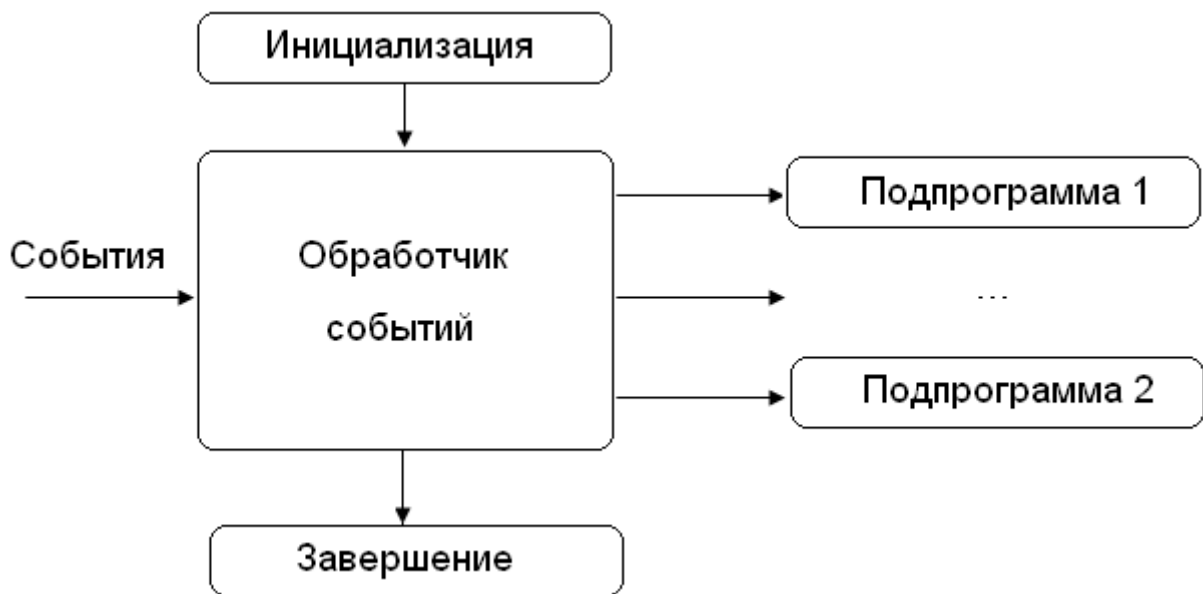 Инициализация
Подпрограмма 1
События
Обработчик
событий
...
Подпрограмма 2
Завершение